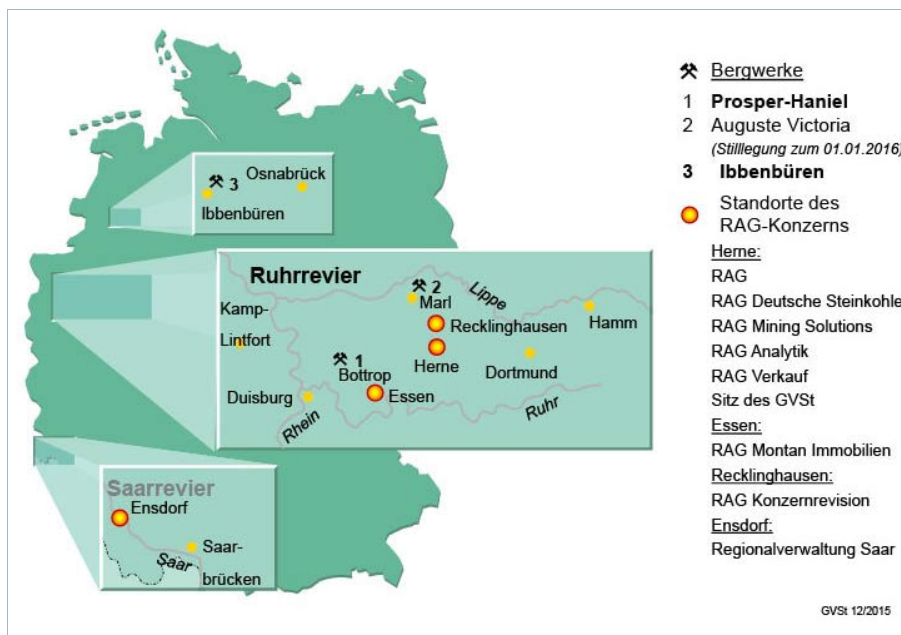 Osnabrück
3
Ibbenbüren
Ruhrrevier
2
Marl
Lippe
Kamp-
Lintfort
Recklinghausen
Hamm
Herne
1
Bottrop
Dortmund
Duisburg
Essen
Rhein
Ruhr
Saarrevier
Ensdorf
Saar
Saar-
brücken
Bergwerke
1 Prosper-Haniel
2 Auguste Victoria
(Stilllegung zum 01.01.2016)
3 Ibbenbüren
Standorte des
RAG-Konzerns
Herne:
RAG
RAG Deutsche Steinkohle
RAG Mining Solutions
RAG Analytik
RAG Verkauf
Sitz des GVSt
Essen:
RAG Montan Immobilien
Recklinghausen:
RAG Konzernrevision
Ensdorf:
Regionalverwaltung Saar
GVSt 12/2015